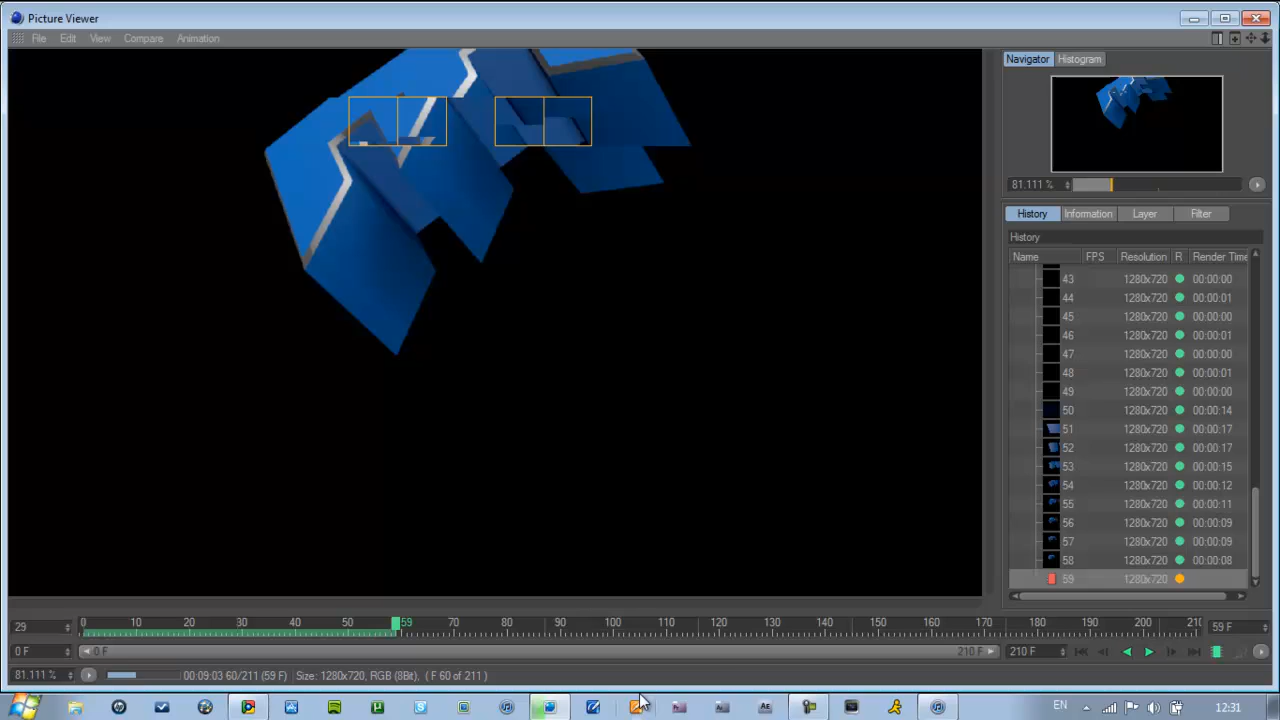 Picture Viewer
File Edit View Compare Animation
Navigator Histogram
81.111 %
History Information Layer Filter
History
Name FPS Resolution R Render Time
43 1280x720 00:00:00
44 1280x720 00:00:01
45 1280x720 00:00:00
46 1280x720 00:00:01
47 1280x720 00:00:00
48 1280x720 00:00:01
49 1280x720 00:00:00
50 1280x720 00:00:14
51 1280x720 00:00:17
52 1280x720 00:00:17
53 1280x720 00:00:15
54 1280x720 00:00:12
55 1280x720 00:00:11
56 1280x720 00:00:09
57 1280x720 00:00:09
58 1280x720 00:00:08
59 1280x720
29 0 10 20 30 40 50 59 70 80 90 100 110 120 130 140 150 160 170 180 190 200 210 59 F
0 F 0 F 210 F 210 F
81.111 % 00:09:03 60/211 (59 F) Size: 1280x720, RGB (8Bit), ( F 60 of 211 )
Ae EN 12:31